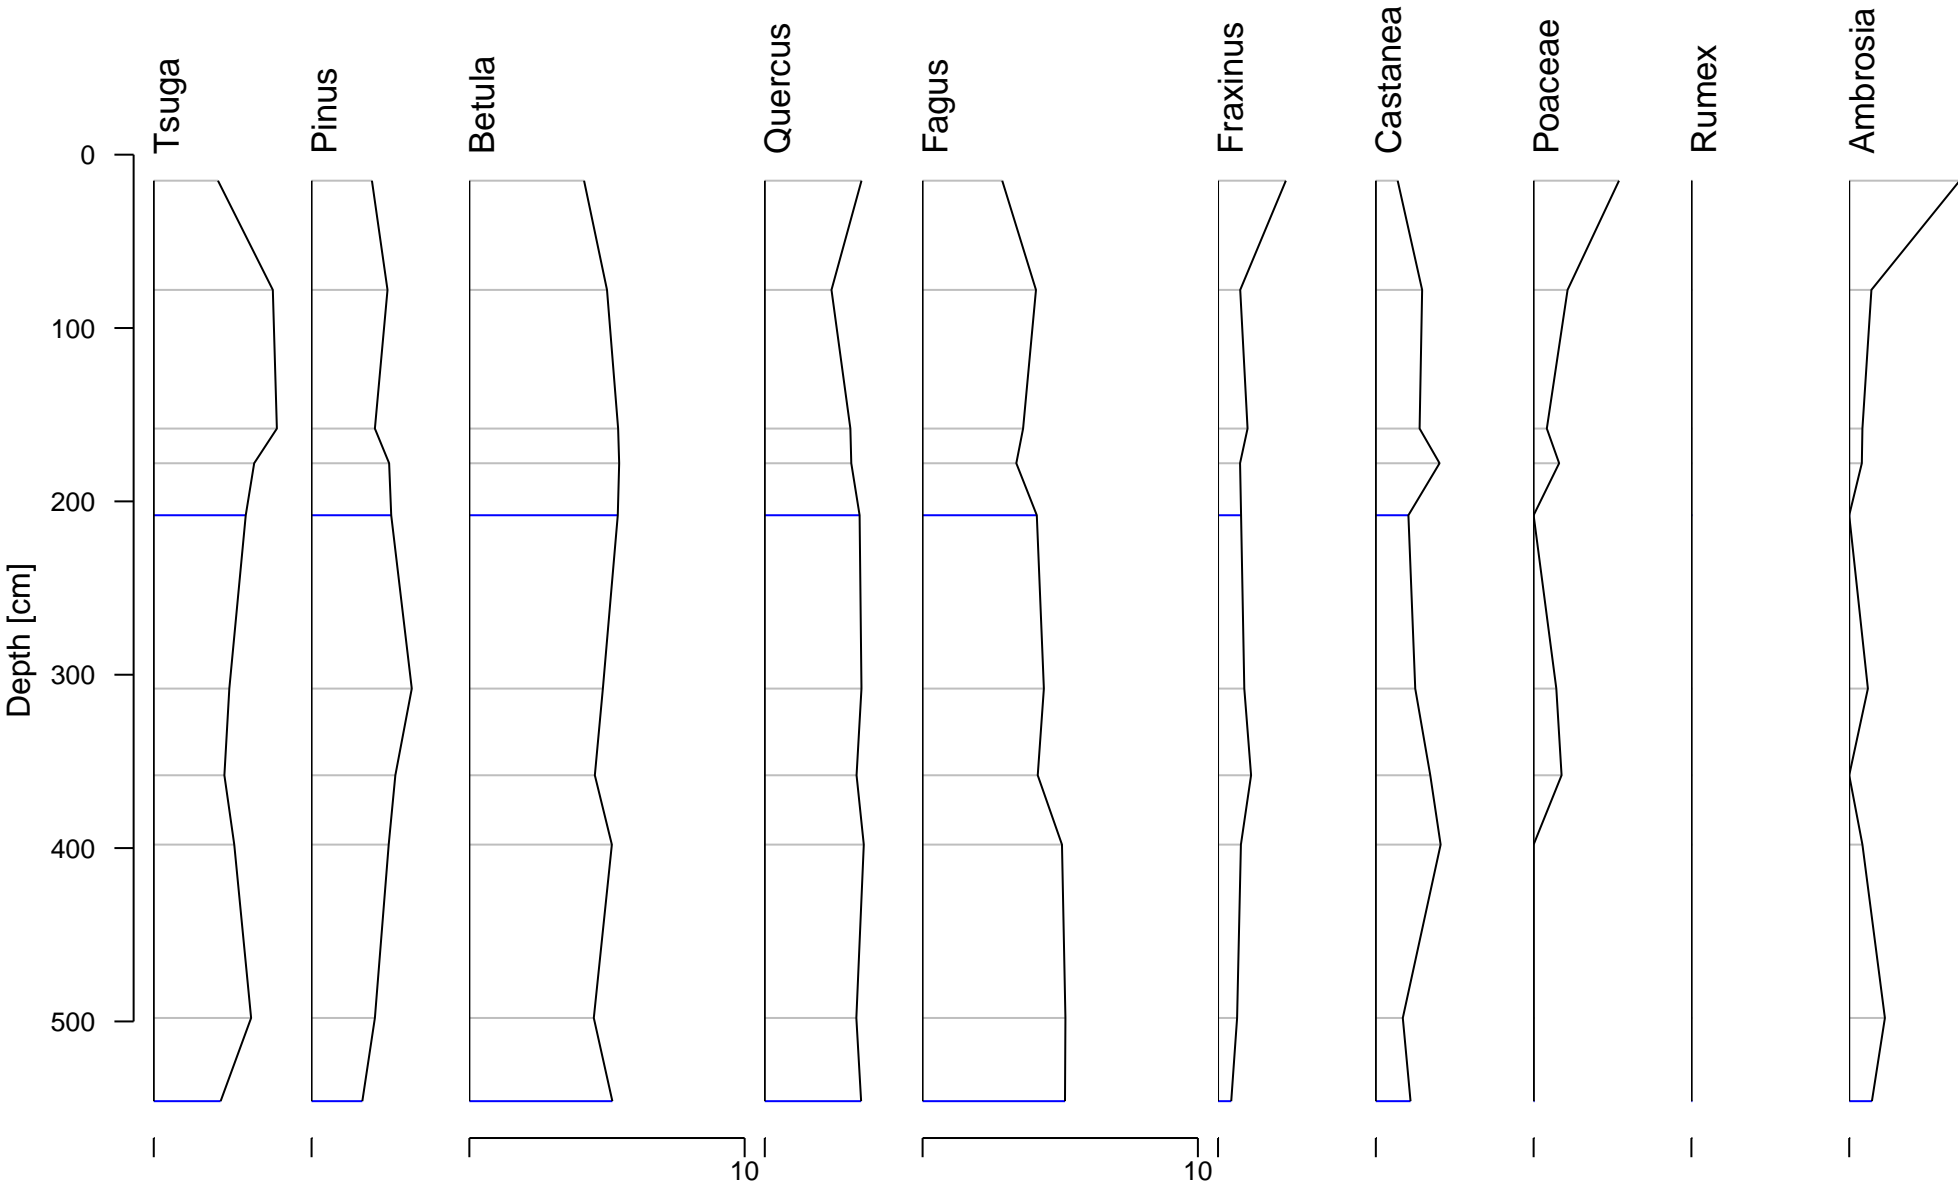 Tsuga
Pinus
Betula
Quercus
Fagus
Fraxinus
Castanea
Poaceae
Rumex
Ambrosia
0
100
200
300
400
500
Depth [cm]
10
10